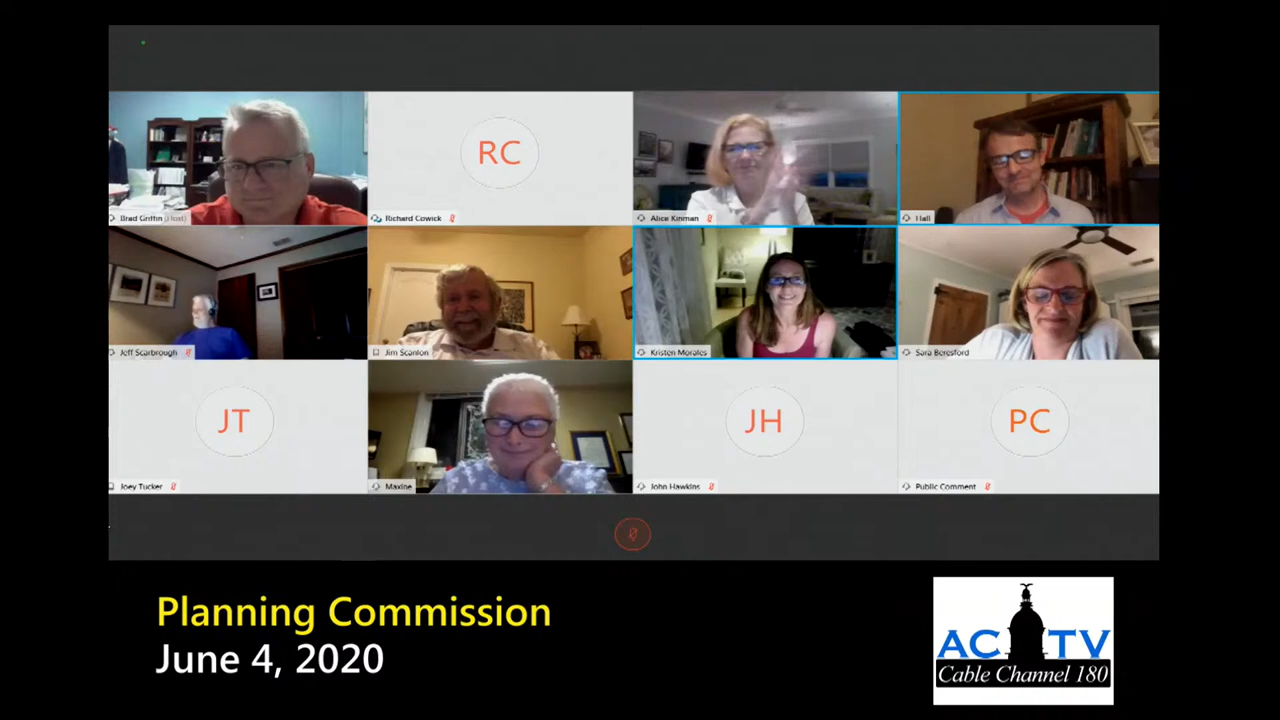 RC
Brad Griffin (Host)
Richard Cowick
Alice Kinman
Hall
Jeff Scarbrough
Jim Scanlon
Kristen Morales
Sara Beresford
JT
JH
PC
Joey Tucker
Maxine
John Hawkins
Public Comment
Planning Commission
June 4, 2020
AC TV
Cable Channel 180